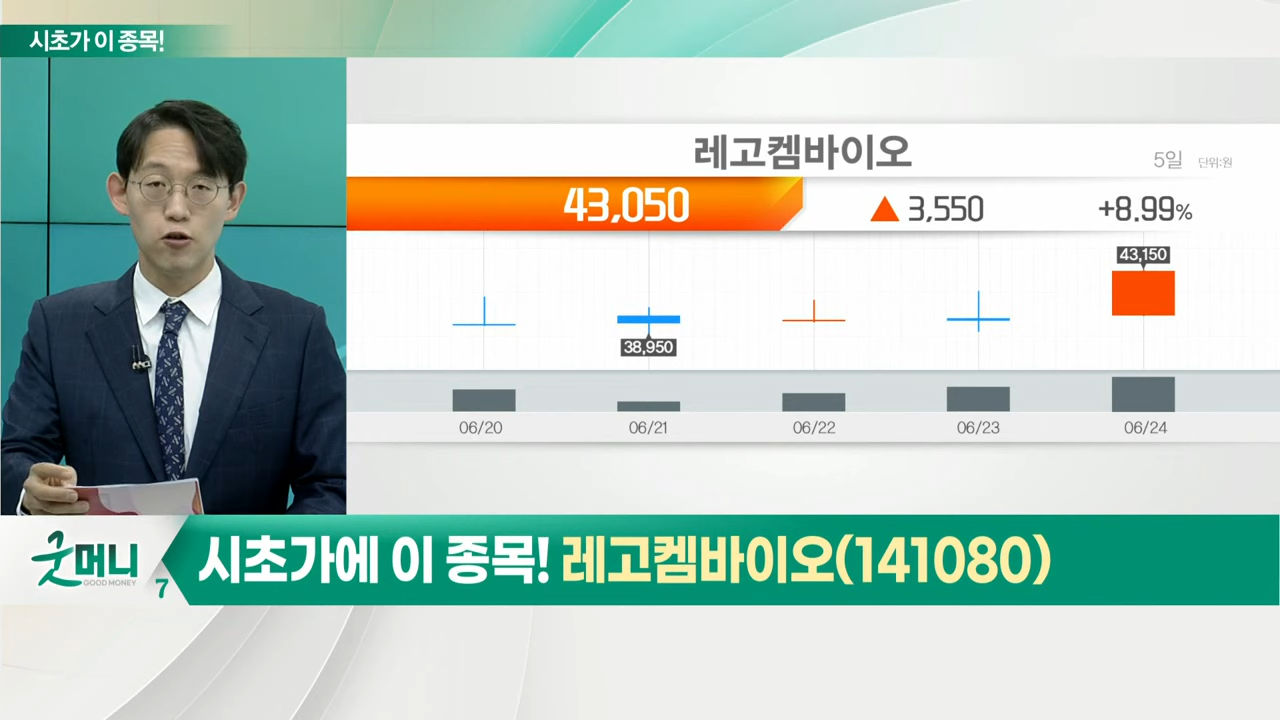 시초가 이 종목!
레고켐바이오
5일 단위:원
43,050 ▲ 3,550 +8.99%
43,150
38,950
06/20 06/21 06/22 06/23 06/24
굿머니
GOOD MONEY
7
시초가에 이 종목! 레고켐바이오(141080)